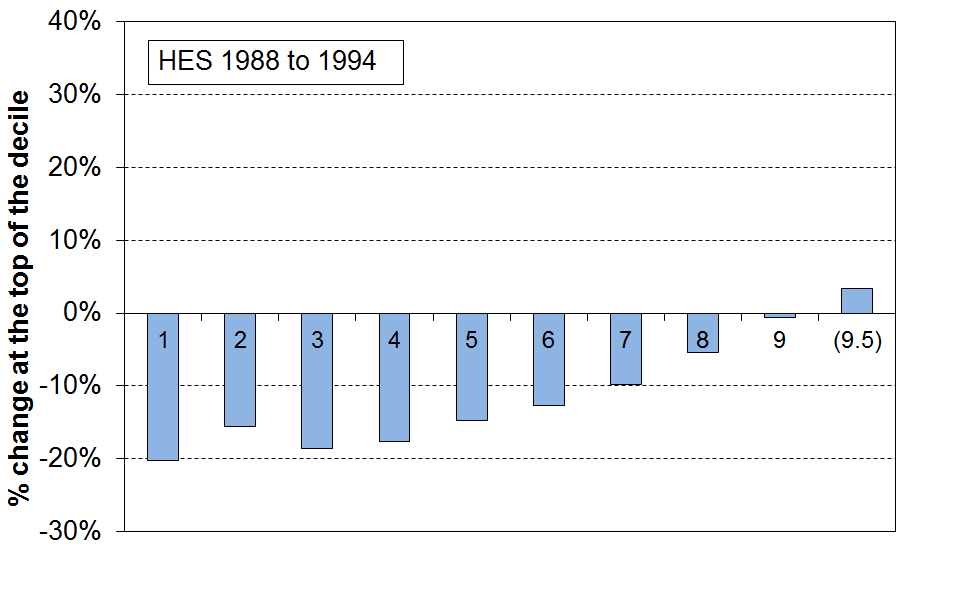 HES 1988 to 1994
% change at the top of the decile
40%
30%
20%
10%
0%
-10%
-20%
-30%
1 2 3 4 5 6 7 8 9 (9.5)